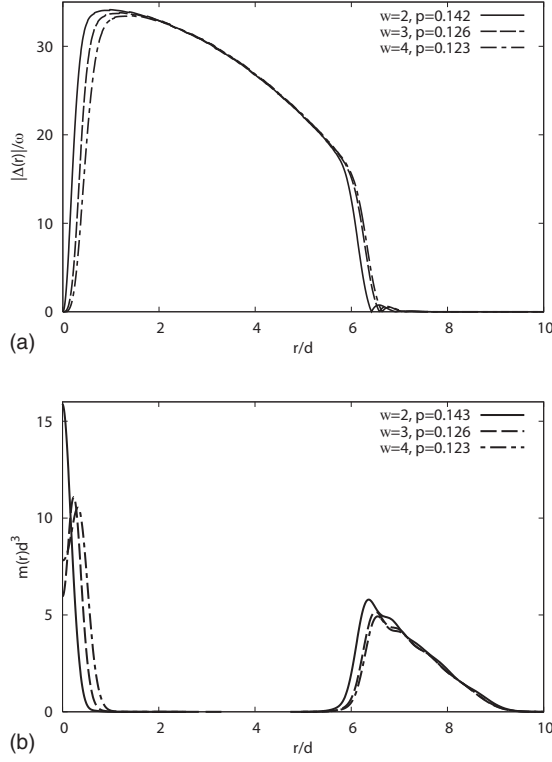 30
20
10
0
|Δ(r)|/ω
w=2, p=0.142
w=3, p=0.126
w=4, p=0.123
0 2 4 6 8 10
r/d
(a)
15
10
5
0
m(r)d³
w=2, p=0.143
w=3, p=0.126
w=4, p=0.123
0 2 4 6 8 10
r/d
(b)